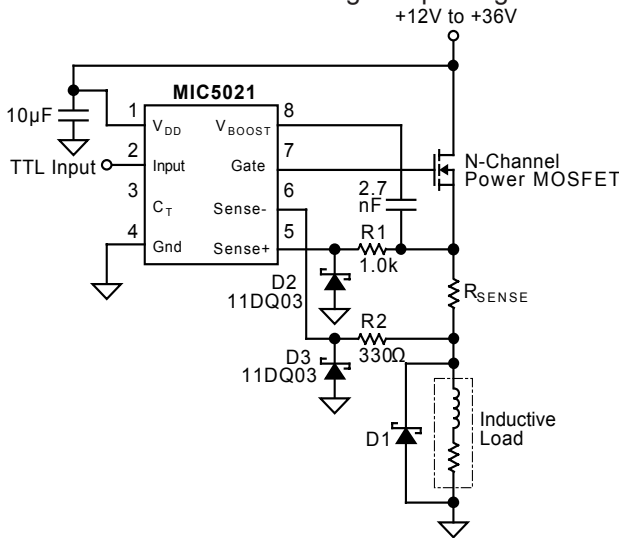 +12V to +36V
MIC5021
10µF
1
V_DD
V_BOOST
8
TTL Input
2
Input
Gate
7
N-Channel
Power MOSFET
3
C_T
Sense-
6
2.7
nF
4
Gnd
Sense+
5
R1
1.0k
D2
11DQ03
R_SENSE
R2
330Ω
D3
11DQ03
D1
Inductive
Load